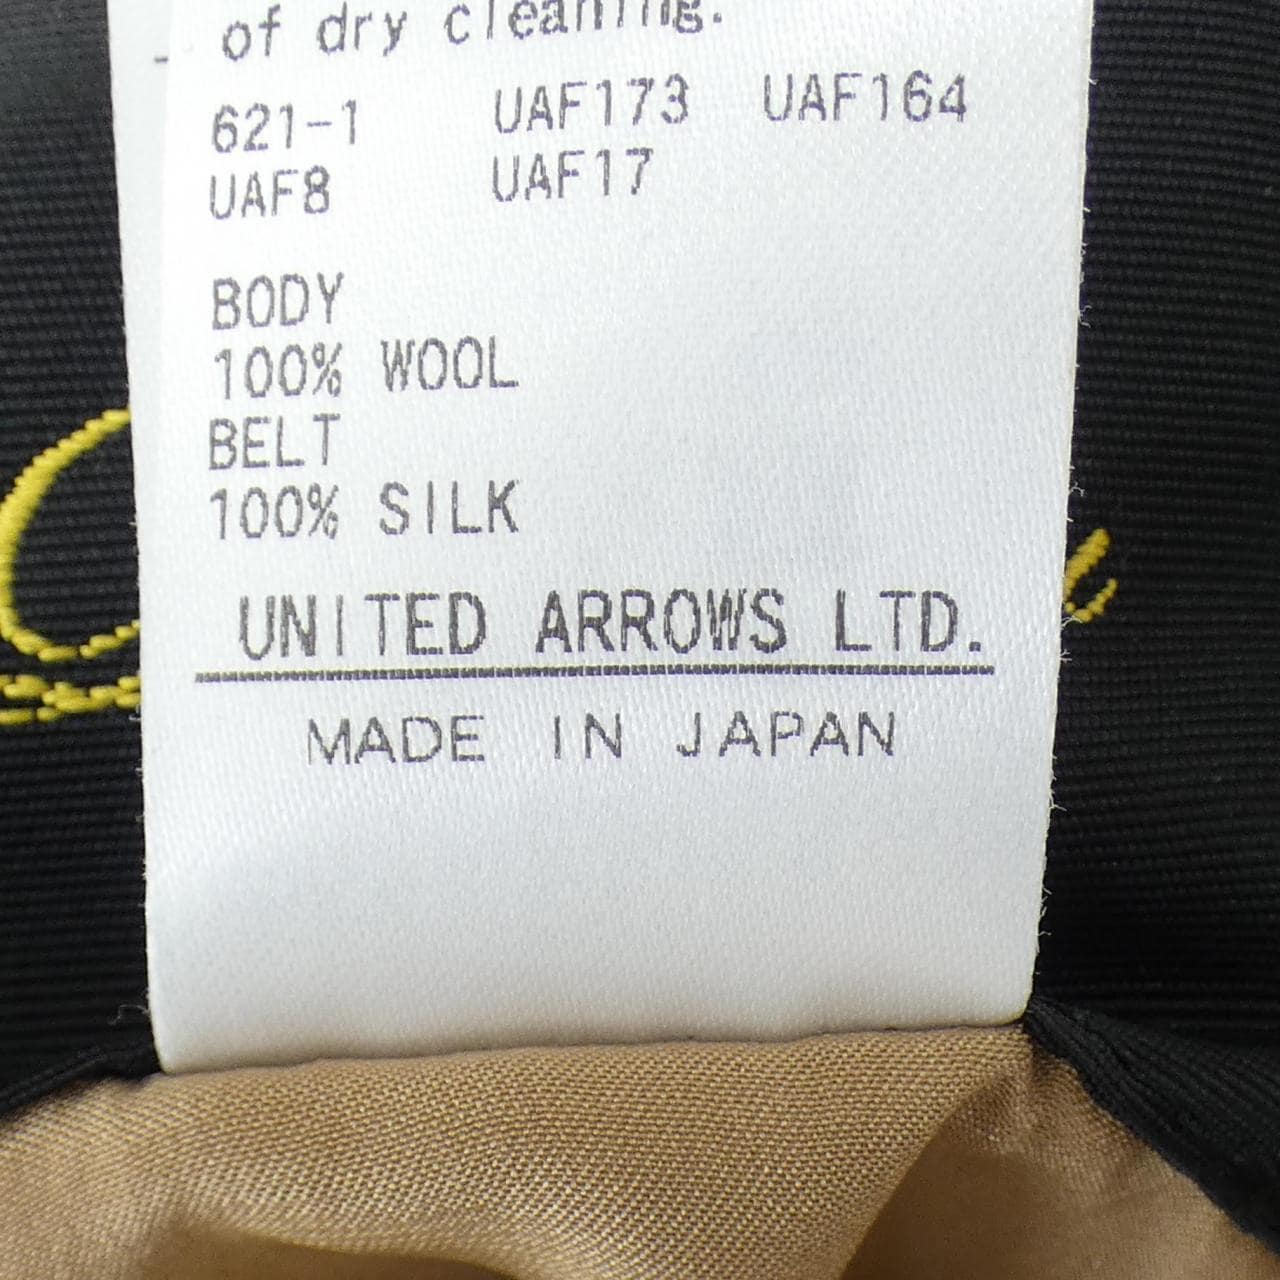 of dry cleaning.
621-1 UAF173 UAF164
UAF8 UAF17
BODY
100% WOOL
BELT
100% SILK
UNITED ARROWS LTD.
MADE IN JAPAN